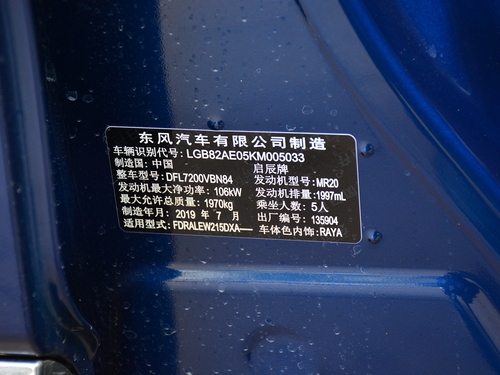 东风汽车有限公司制造
车辆识别代号: LGB82AE05KM005033
制造国: 中国 启辰牌
整车型号: DFL7200VBN84 发动机型号: MR20
发动机最大净功率: 106kW 发动机排量: 1997mL
最大允许总质量: 1970kg 乘坐人数: 5人
制造年月: 2019 年 7 月 出厂编号: 135904
适用型式: FDRALEW215DXA— 车体色内饰: RAYA